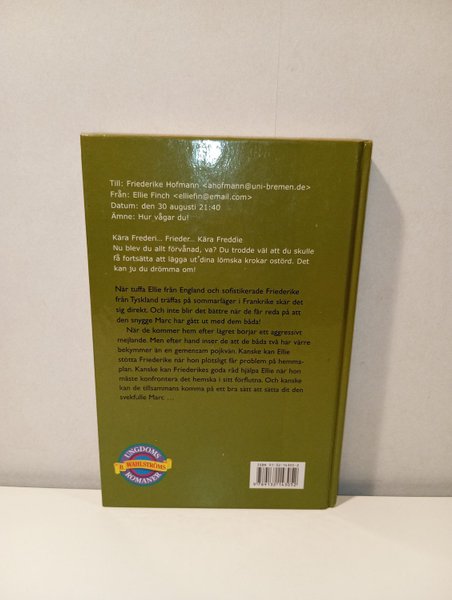 Till: Friederike Hofmann <ahofmann@uni-bremen.de>
Från: Ellie Finch <elliefin@email.com>
Datum: den 30 augusti 21:40
Ämne: Hur vågar du!
Kära Frederi... Frieder... Kära Freddie
Nu blev du allt förvånad, va? Du trodde väl att du skulle
få fortsätta att lägga ut dina lömska krokar ostörd. Det
kan ju du drömma om!
När tuffa Ellie från England och sofistikerade Friederike
från Tyskland träffas på sommarläger i Frankrike skar det
sig direkt. Och inte blir det bättre när de får reda på att
den snygge Marc har gått ut med dem båda!
När de kommer hem efter lägret börjar ett aggressivt
mejlande. Men efter hand inser de att de båda två har värre
bekymmer än en gemensam pojkvän. Kanske kan Ellie
stötta Friederike när hon plötsligt får problem på hemma-
plan. Kanske kan Friederikes goda råd hjälpa Ellie när hon
måste konfrontera det hemska i sitt förflutna. Och kanske
kan de tillsammans komma på ett bra sätt att sätta dit den
svekfulle Marc ...
UNGDOMS
B. WAHLSTRÖMS
ROMANER